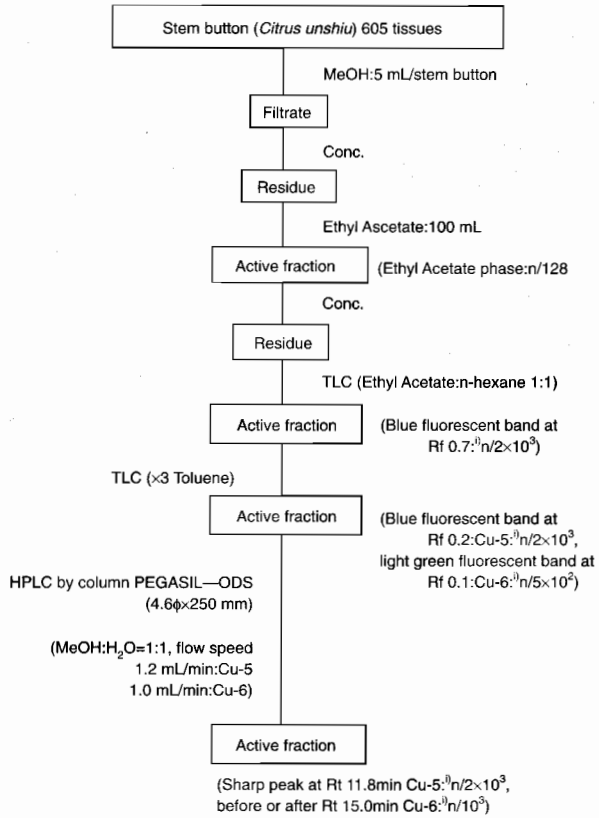 Stem button (Citrus unshiu) 605 tissues
MeOH:5 mL/stem button
Filtrate
Conc.
Residue
Ethyl Ascetate:100 mL
Active fraction
(Ethyl Acetate phase:n/128
Conc.
Residue
TLC (Ethyl Acetate:n-hexane 1:1)
Active fraction
(Blue fluorescent band at
Rf 0.7:ⁱ⁾n/2×10³)
TLC (×3 Toluene)
Active fraction
(Blue fluorescent band at
Rf 0.2:Cu-5:ⁱ⁾n/2×10³,
light green fluorescent band at
Rf 0.1:Cu-6:ⁱ⁾n/5×10²)
HPLC by column PEGASIL—ODS
(4.6ϕ×250 mm)
(MeOH:H₂O=1:1, flow speed
1.2 mL/min:Cu-5
1.0 mL/min:Cu-6)
Active fraction
(Sharp peak at Rt 11.8min Cu-5:ⁱ⁾n/2×10³,
before or after Rt 15.0min Cu-6:ⁱ⁾n/10³)